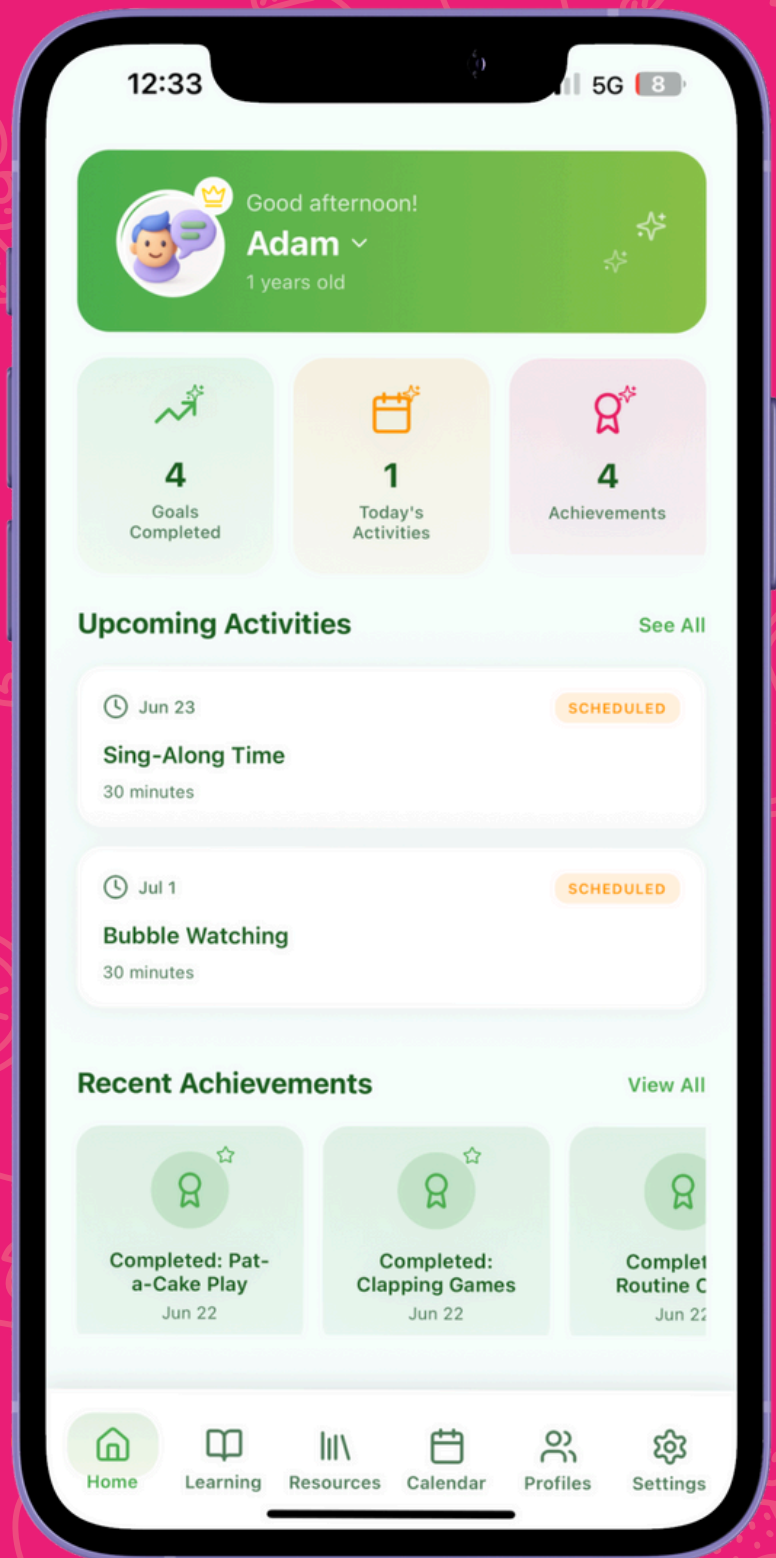 12:33
5G 8
Good afternoon!
Adam
1 years old
4
Goals
Completed
1
Today's
Activities
4
Achievements
Upcoming Activities
See All
Jun 23
SCHEDULED
Sing-Along Time
30 minutes
Jul 1
SCHEDULED
Bubble Watching
30 minutes
Recent Achievements
View All
Completed: Pat-
a-Cake Play
Jun 22
Completed:
Clapping Games
Jun 22
Routine
Jun 22
Home
Learning
Resources
Calendar
Profiles
Settings